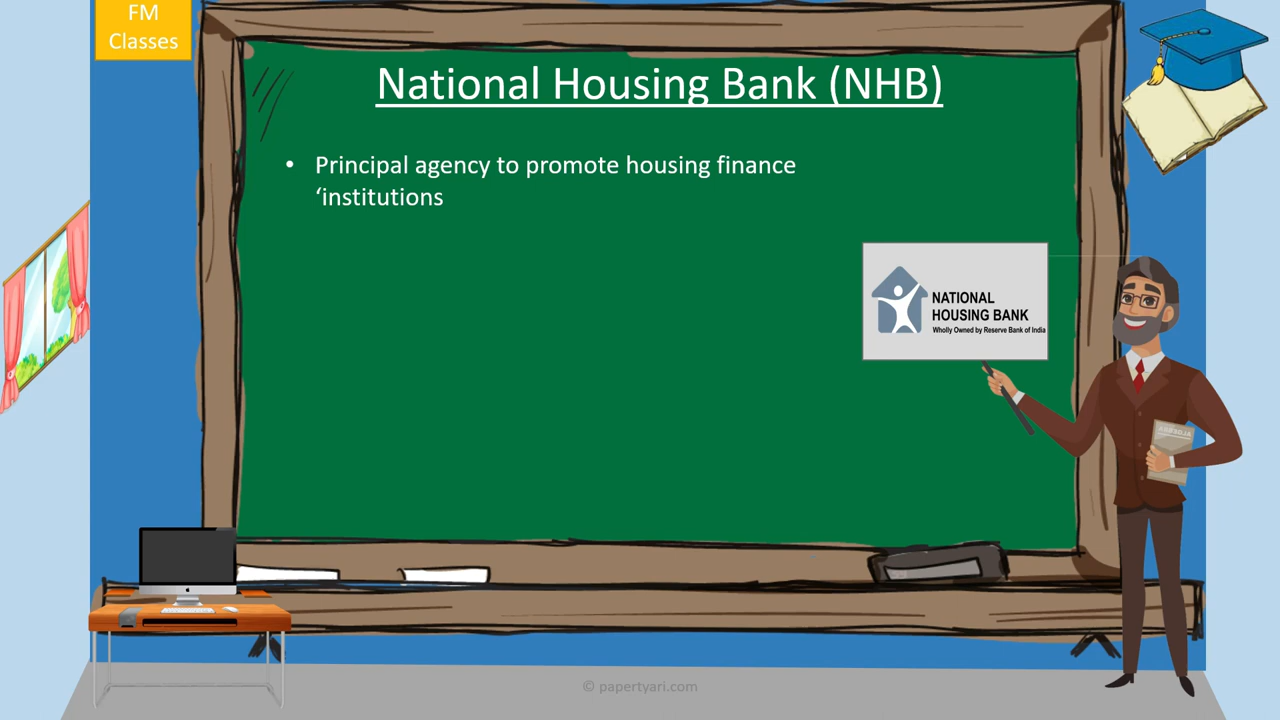 FM
Classes
National Housing Bank (NHB)
• Principal agency to promote housing finance
‘institutions
NATIONAL
HOUSING BANK
Wholly Owned by Reserve Bank of India
© papertyari.com